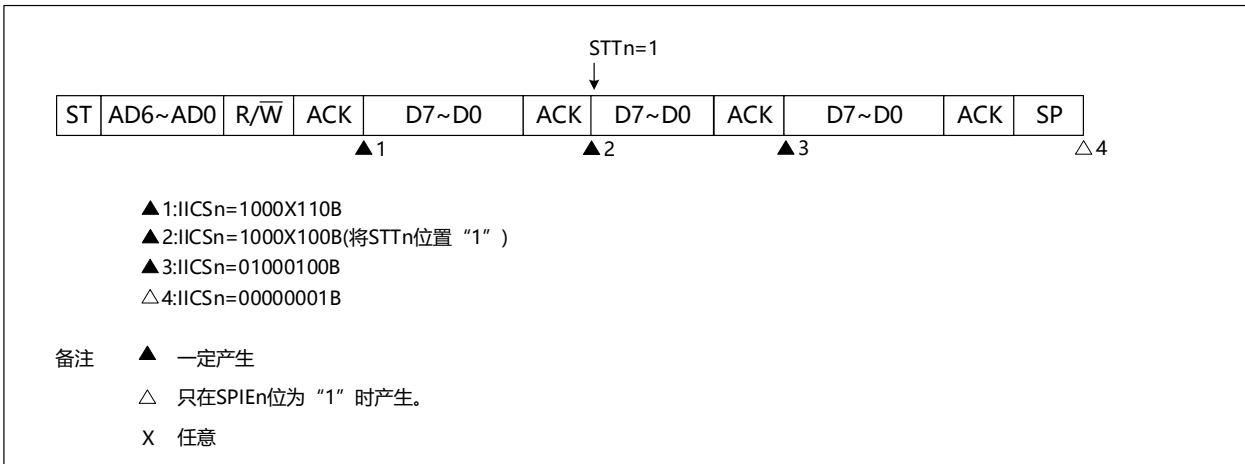 STTn=1
ST AD6~AD0 R/W̅ ACK D7~D0 ACK D7~D0 ACK D7~D0 ACK SP
▲1 ▲2 ▲3 △4
▲1:IICSn=1000X110B
▲2:IICSn=1000X100B(将STTn位置“1”)
▲3:IICSn=01000100B
△4:IICSn=00000001B
备注 ▲ 一定产生
△ 只在SPIEn位为“1”时产生。
X 任意